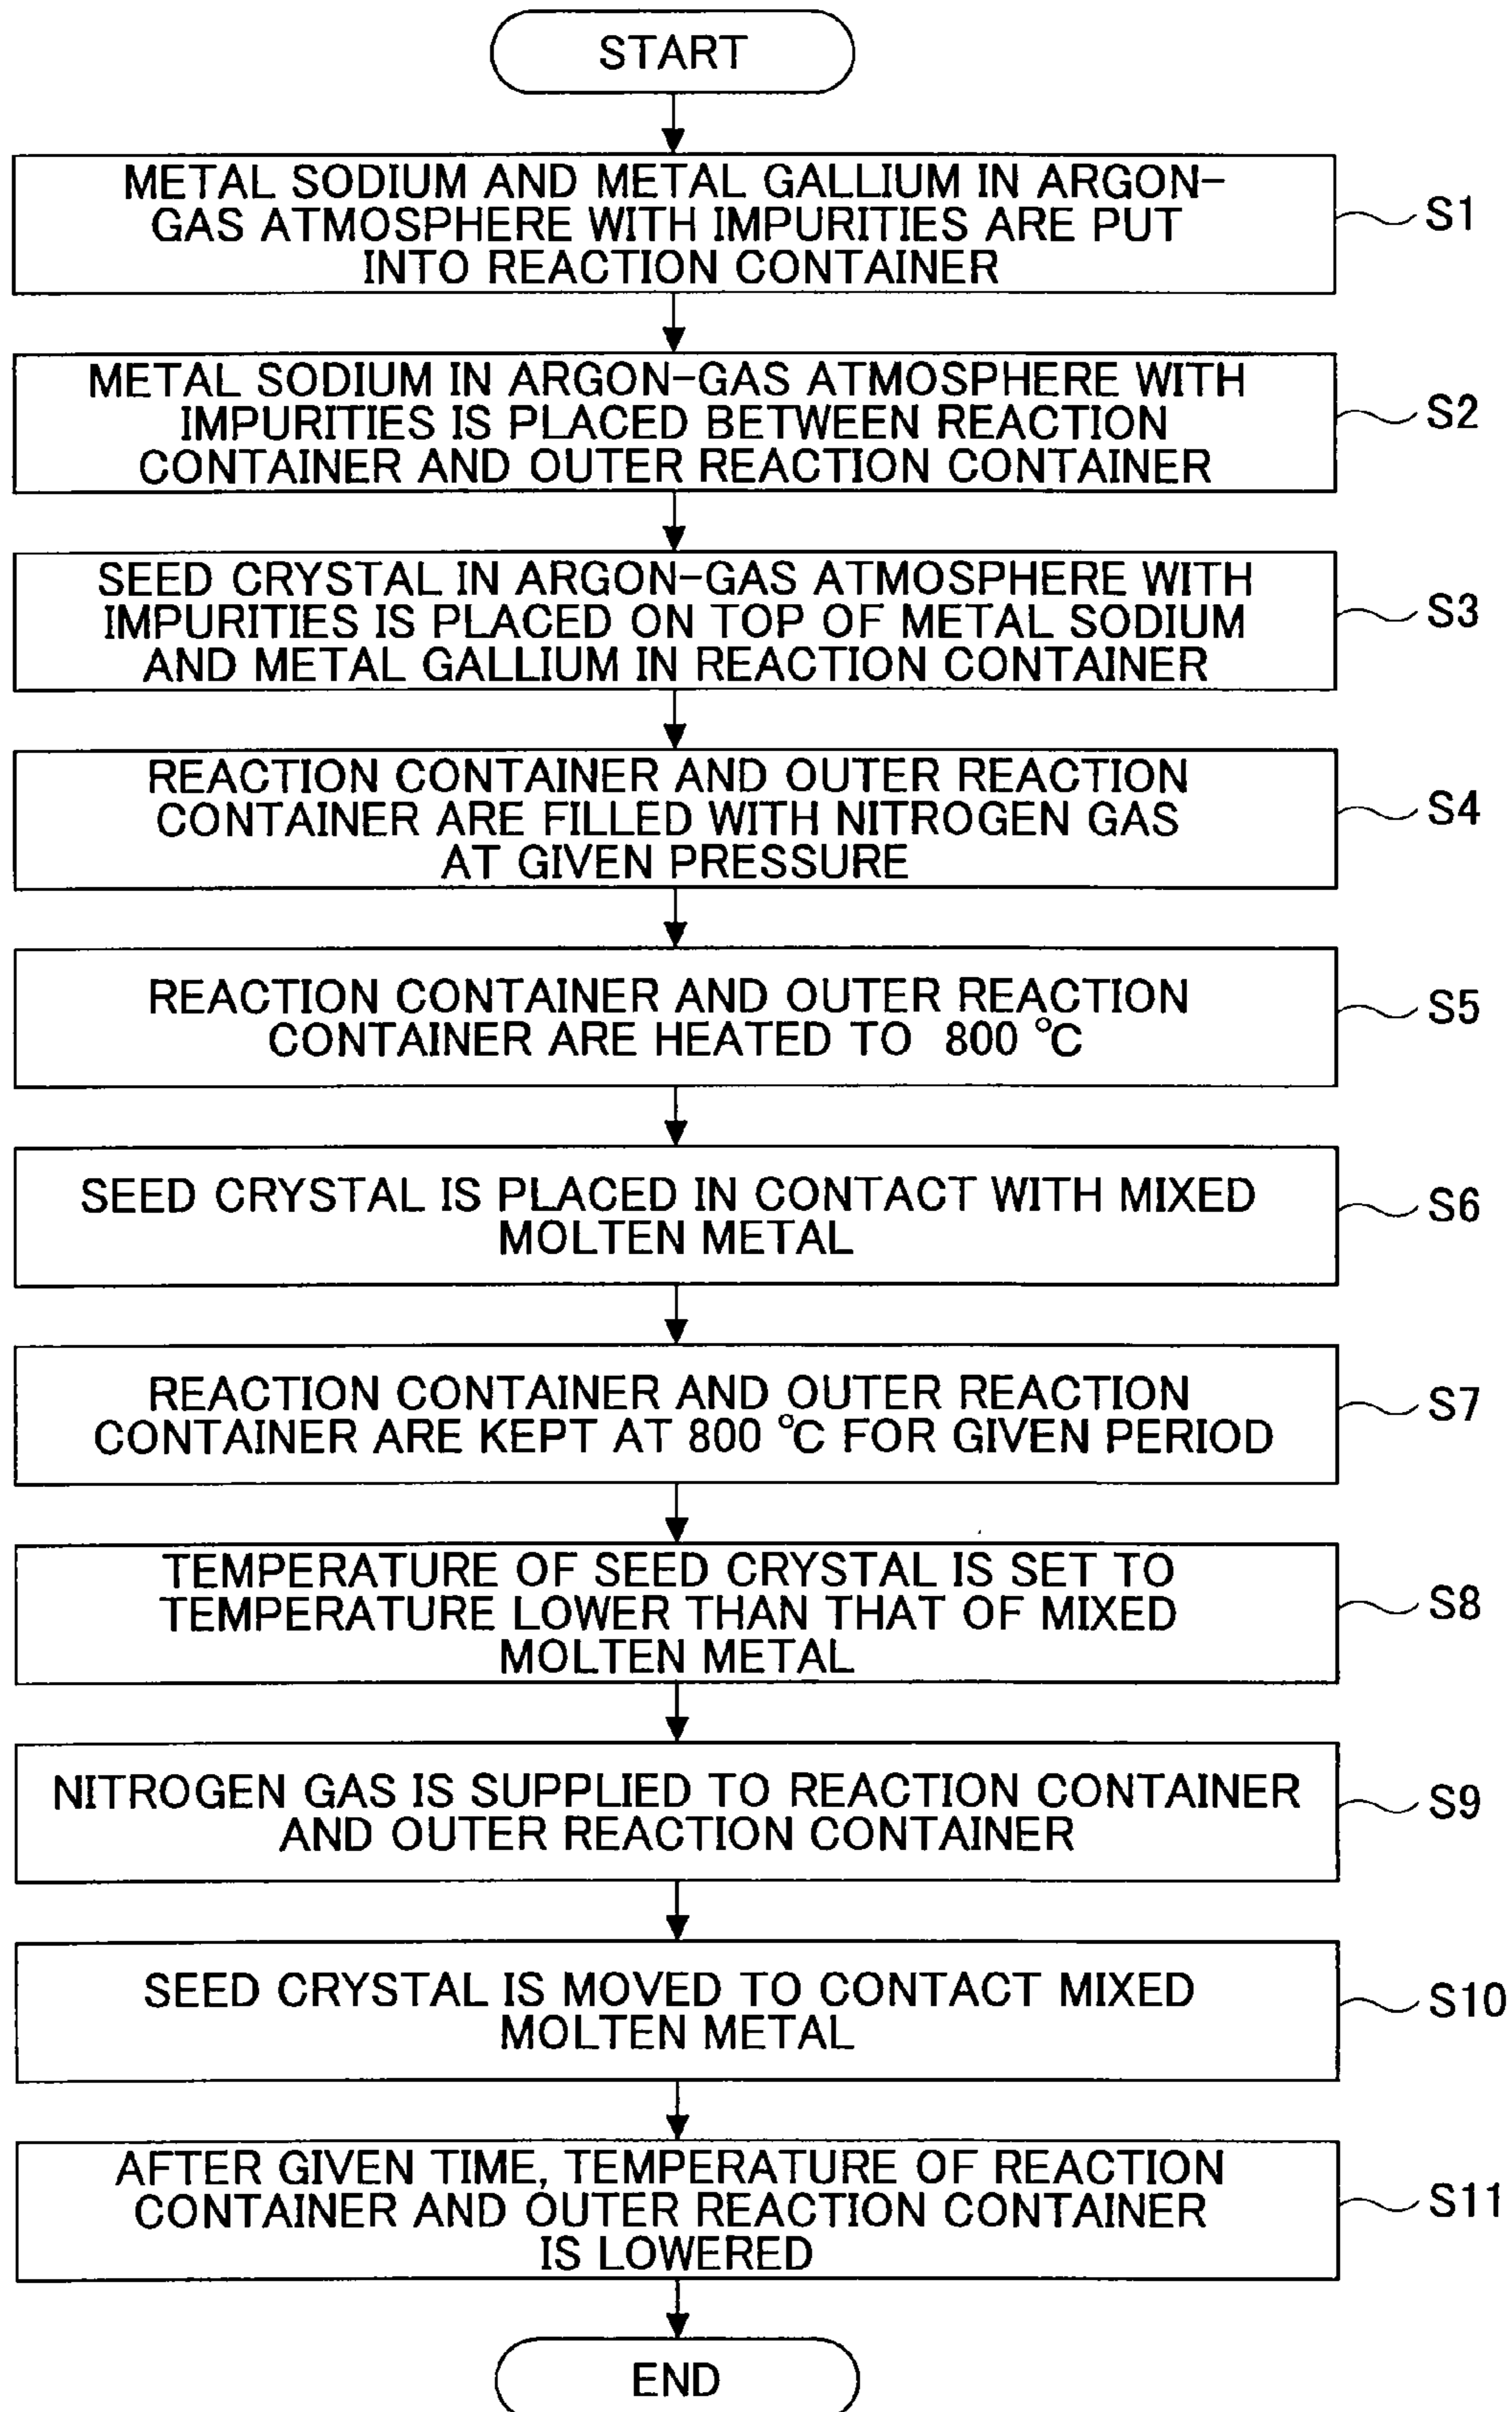 START
METAL SODIUM AND METAL GALLIUM IN ARGON-
GAS ATMOSPHERE WITH IMPURITIES ARE PUT
INTO REACTION CONTAINER
S1
METAL SODIUM IN ARGON-GAS ATMOSPHERE WITH
IMPURITIES IS PLACED BETWEEN REACTION
CONTAINER AND OUTER REACTION CONTAINER
S2
SEED CRYSTAL IN ARGON-GAS ATMOSPHERE WITH
IMPURITIES IS PLACED ON TOP OF METAL SODIUM
AND METAL GALLIUM IN REACTION CONTAINER
S3
REACTION CONTAINER AND OUTER REACTION
CONTAINER ARE FILLED WITH NITROGEN GAS
AT GIVEN PRESSURE
S4
REACTION CONTAINER AND OUTER REACTION
CONTAINER ARE HEATED TO 800 °C
S5
SEED CRYSTAL IS PLACED IN CONTACT WITH MIXED
MOLTEN METAL
S6
REACTION CONTAINER AND OUTER REACTION
CONTAINER ARE KEPT AT 800 °C FOR GIVEN PERIOD
S7
TEMPERATURE OF SEED CRYSTAL IS SET TO
TEMPERATURE LOWER THAN THAT OF MIXED
MOLTEN METAL
S8
NITROGEN GAS IS SUPPLIED TO REACTION CONTAINER
AND OUTER REACTION CONTAINER
S9
SEED CRYSTAL IS MOVED TO CONTACT MIXED
MOLTEN METAL
S10
AFTER GIVEN TIME, TEMPERATURE OF REACTION
CONTAINER AND OUTER REACTION CONTAINER
IS LOWERED
S11
END